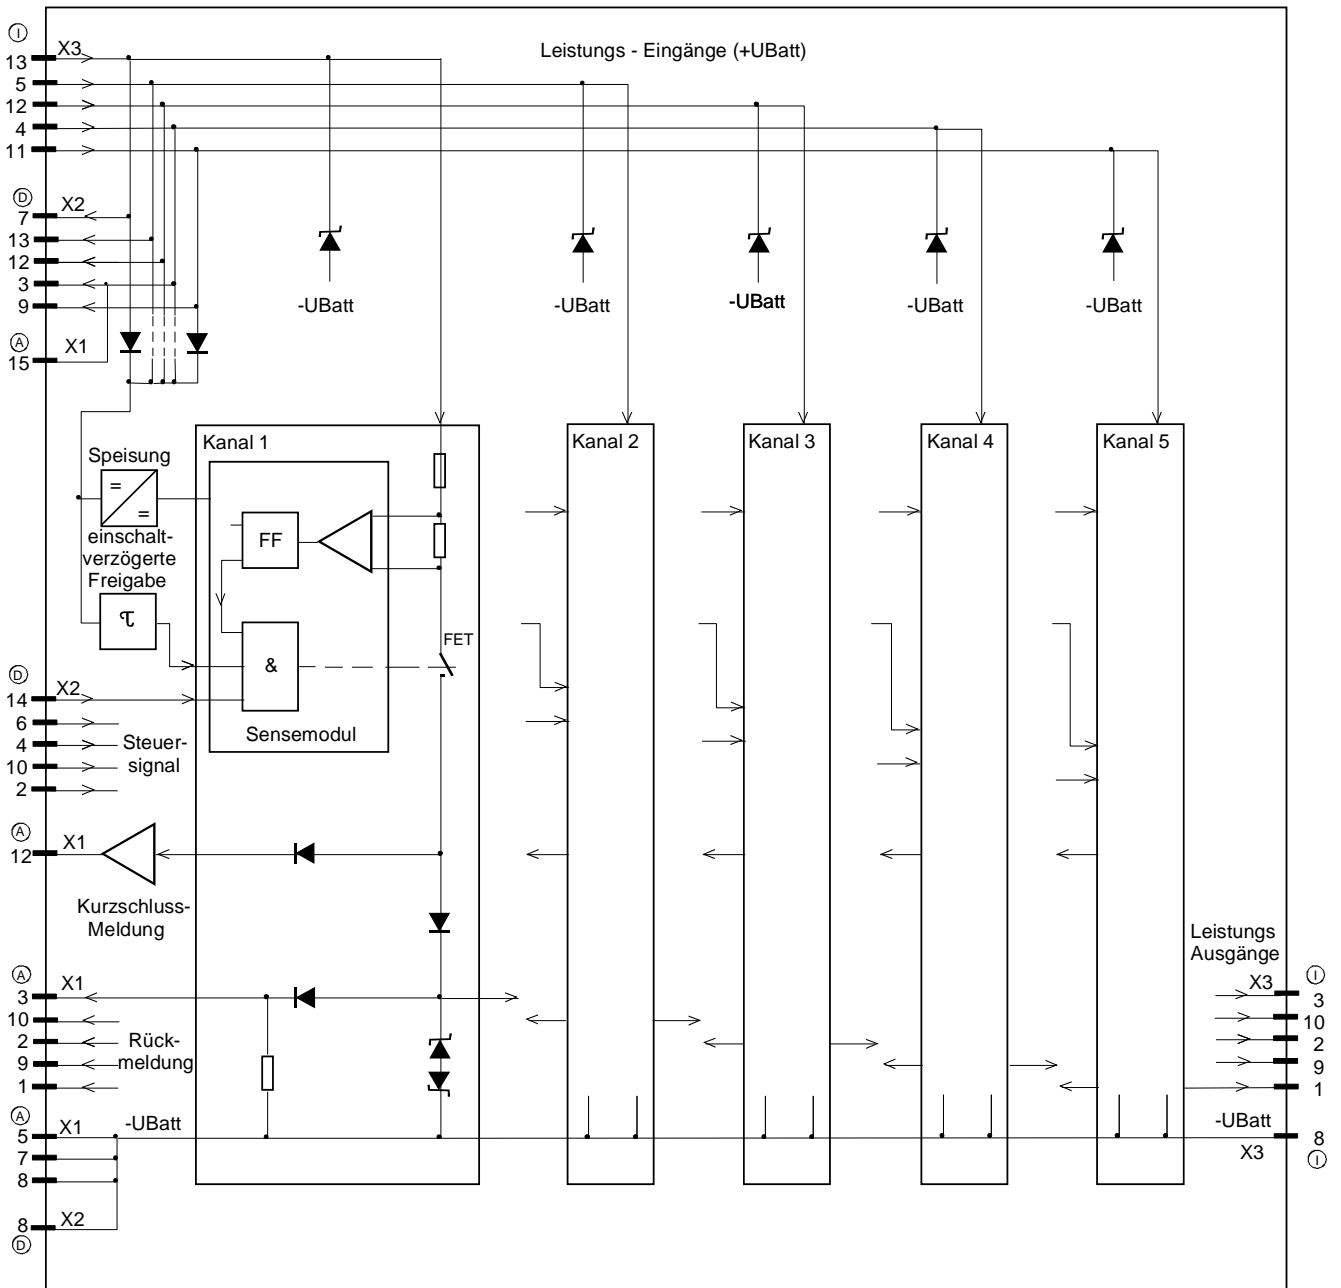 I
13 X3
Leistungs - Eingänge (+UBatt)
5
12
4
11
D
7 X2
13
12
3
9
-UBatt -UBatt -UBatt -UBatt -UBatt
A
15 X1
Kanal 1 Kanal 2 Kanal 3 Kanal 4 Kanal 5
Speisung
=
=
einschalt-
verzögerte
Freigabe
FF
τ
&
FET
Sensemodul
D
14 X2
6
4
10
2
Steuer-
signal
A
12 X1
Kurzschluss-
Meldung
Leistungs
Ausgänge
A
3 X1
10
2
9
1
Rück-
meldung
I
X3 3
10
2
9
1
A
5 X1 -UBatt
7
8
8 X2
D
-UBatt
8
X3
I